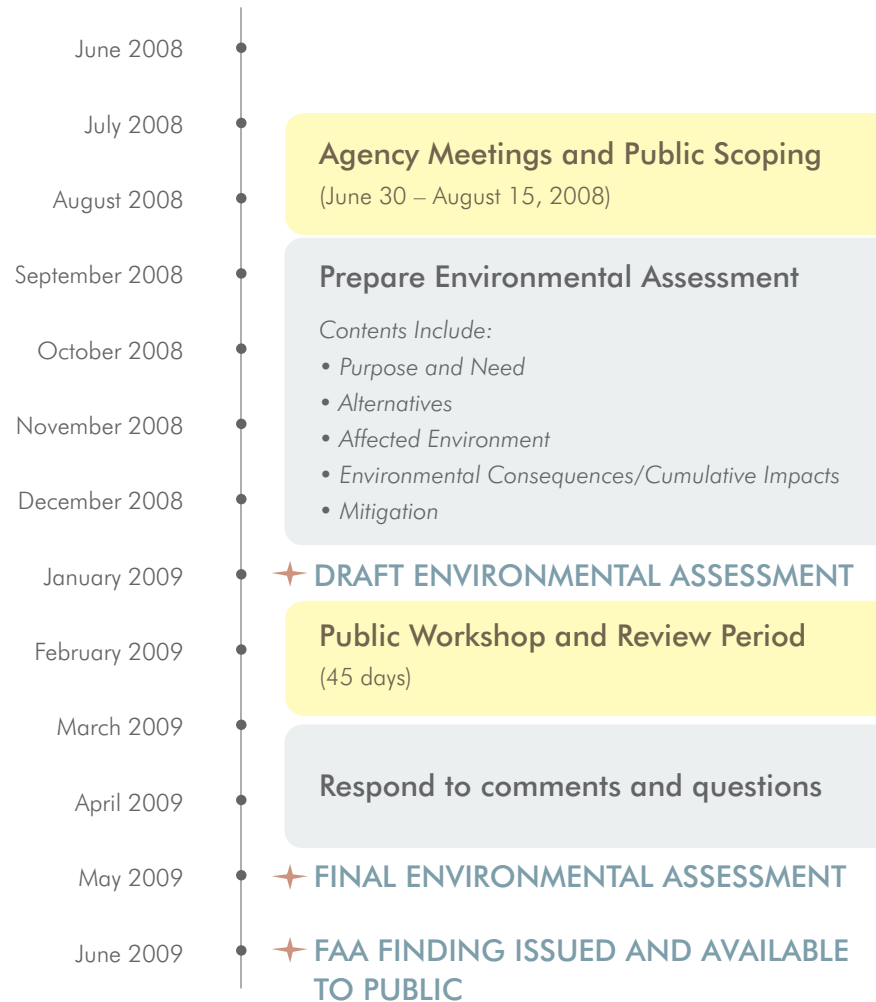 June 2008
July 2008
Agency Meetings and Public Scoping
(June 30 – August 15, 2008)
August 2008
September 2008
Prepare Environmental Assessment
Contents Include:
October 2008
• Purpose and Need
• Alternatives
November 2008
• Affected Environment
• Environmental Consequences/Cumulative Impacts
December 2008
• Mitigation
January 2009
DRAFT ENVIRONMENTAL ASSESSMENT
Public Workshop and Review Period
February 2009
(45 days)
March 2009
Respond to comments and questions
April 2009
May 2009
FINAL ENVIRONMENTAL ASSESSMENT
June 2009
FAA FINDING ISSUED AND AVAILABLE
TO PUBLIC